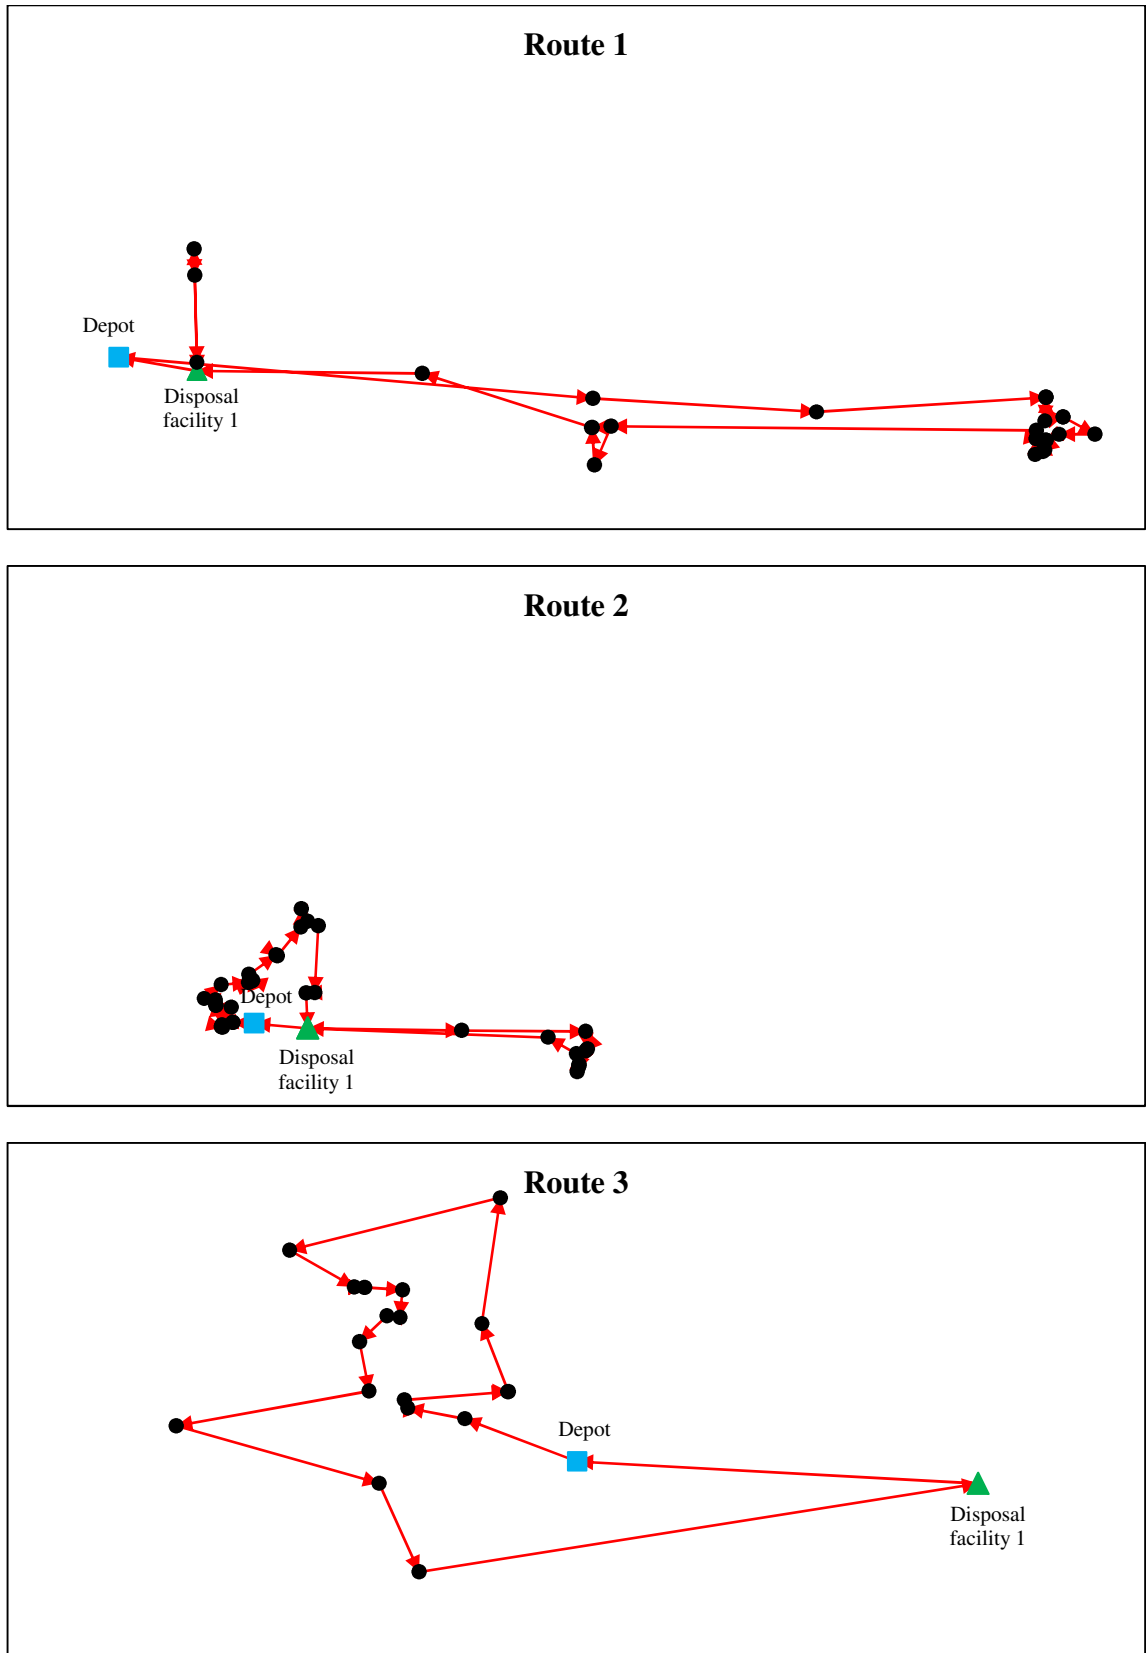 Route 1
Depot
Disposal
facility 1
Route 2
Depot
Disposal
facility 1
Route 3
Depot
Disposal
facility 1